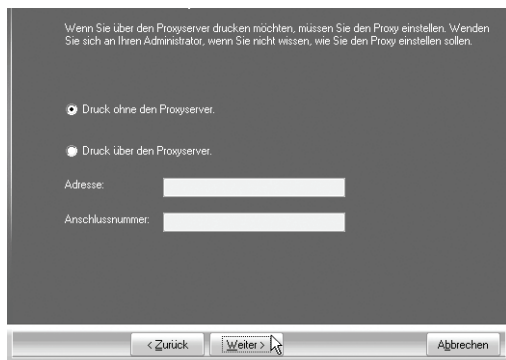 Wenn Sie über den Proxyserver drucken möchten, müssen Sie den Proxy einstellen. Wenden
Sie sich an Ihren Administrator, wenn Sie nicht wissen, wie Sie den Proxy einstellen sollen.
Druck ohne den Proxyserver.
Druck über den Proxyserver.
Adresse:
Anschlussnummer:
< Zurück Weiter > Abbrechen